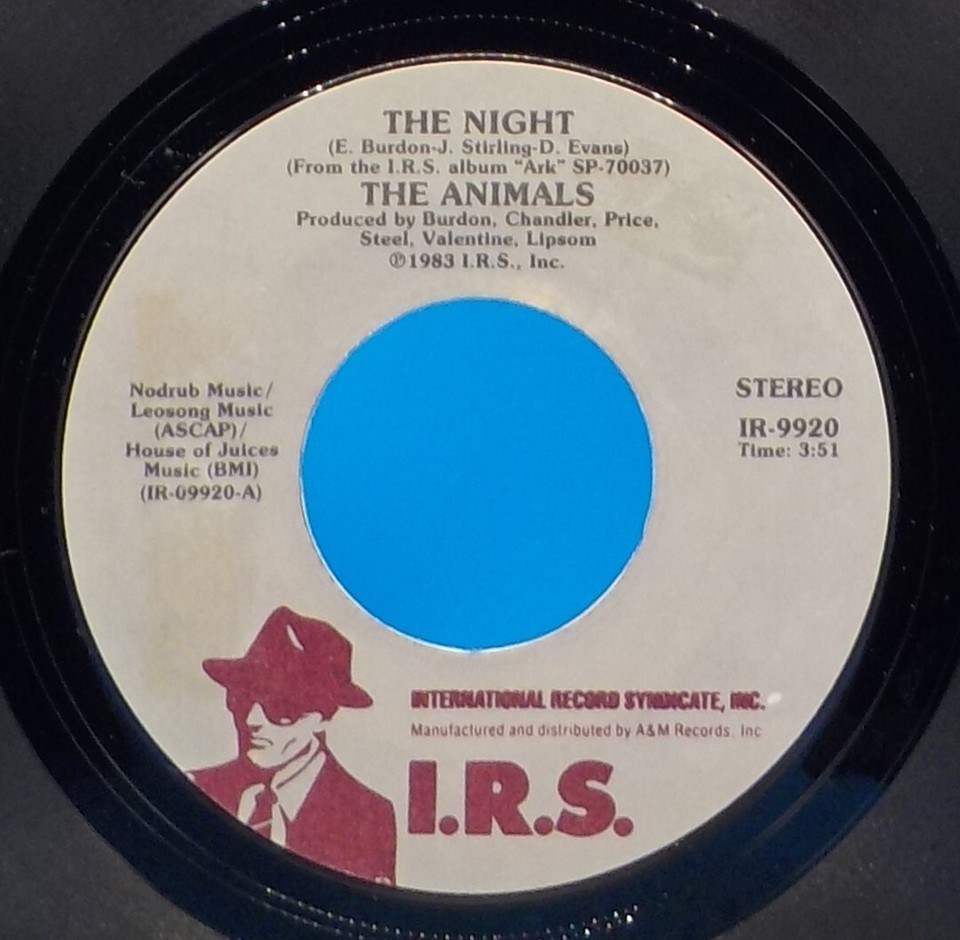 THE NIGHT
(E. Burdon-J. Stirling-D. Evans)
(From the I.R.S. album "Ark" SP-70037)
THE ANIMALS
Produced by Burdon, Chandler, Price,
Steel, Valentine, Lipsom
℗1983 I.R.S., Inc.
Nodrub Music/
Leosong Music
(ASCAP)/
House of Juices
Music (BMI)
(IR-09920-A)
STEREO
IR-9920
Time: 3:51
INTERNATIONAL RECORD SYNDICATE, INC.
Manufactured and distributed by A&M Records, Inc
I.R.S.